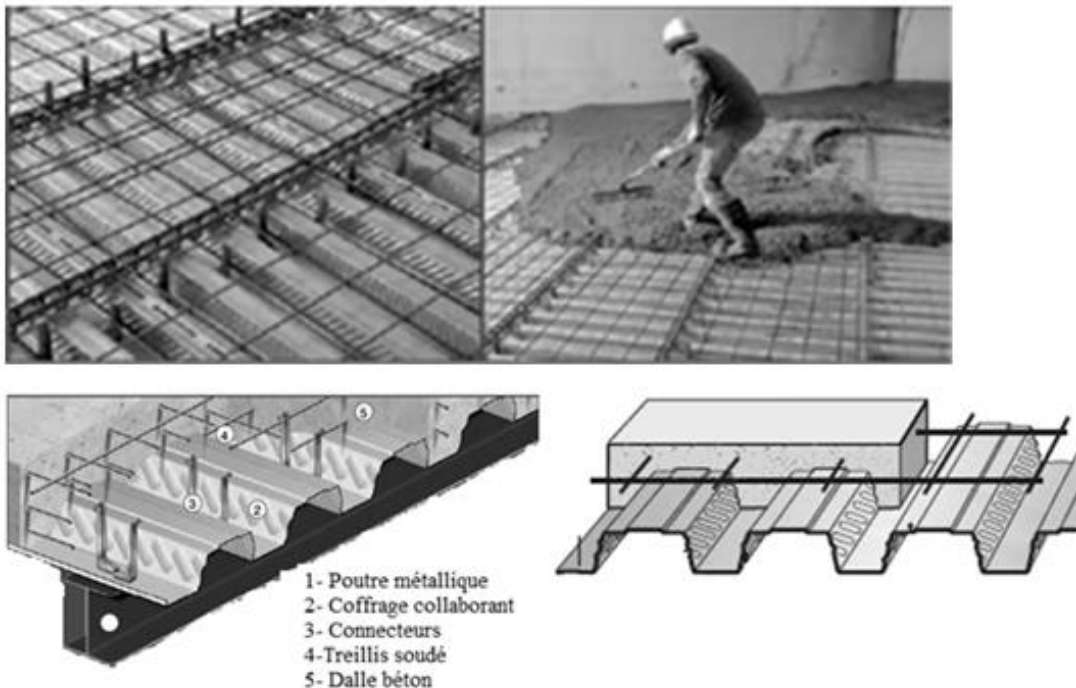 5
4
3
2
1- Poutre métallique
2- Coffrage collaborant
3- Connecteurs
4-Treillis soudé
5- Dalle béton